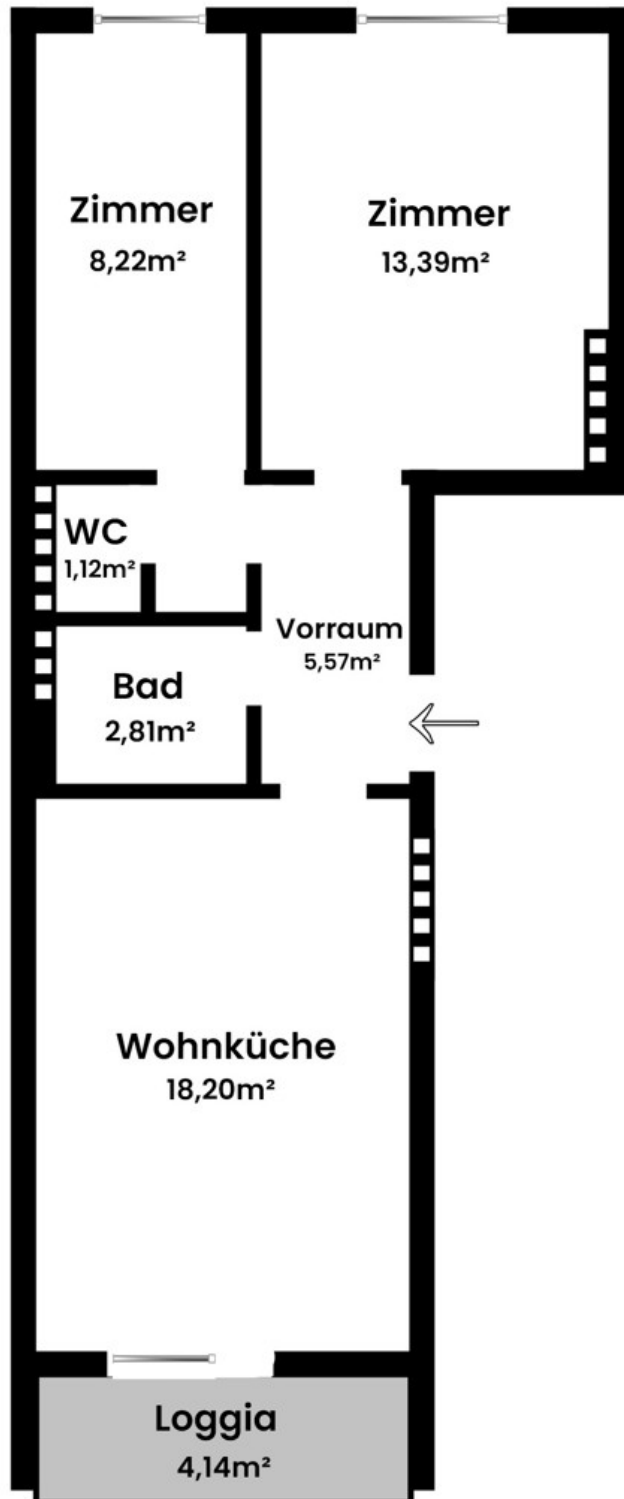 Zimmer
8,22m²
Zimmer
13,39m²
WC
1,12m²
Vorraum
5,57m²
Bad
2,81m²
Wohnküche
18,20m²
Loggia
4,14m²